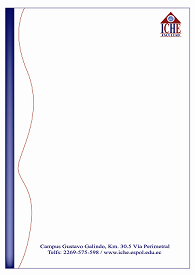 ICHE
Campus Gustavo Galindo, Km. 30.5 Vía Perimetral
Telfs: 2269-575-598 / www.iche.espol.edu.ec